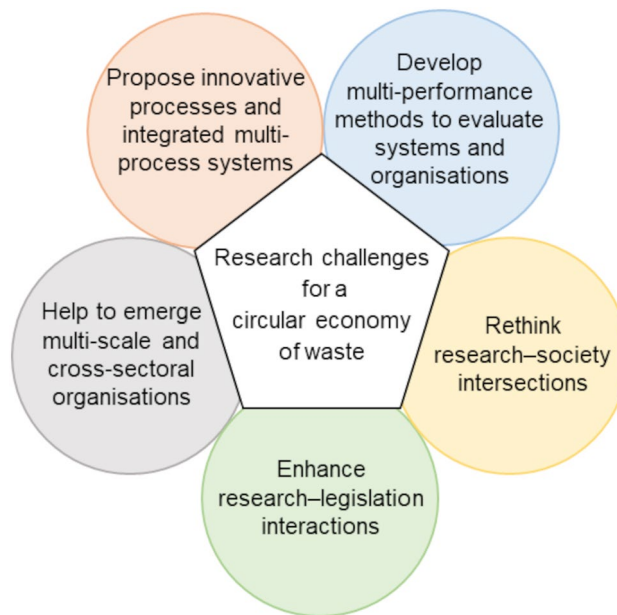 Propose innovative
processes and
integrated multi-
process systems
Develop
multi-performance
methods to evaluate
systems and
organisations
Research challenges
for a
circular economy
of waste
Help to emerge
multi-scale and
cross-sectoral
organisations
Rethink
research–society
intersections
Enhance
research–legislation
interactions